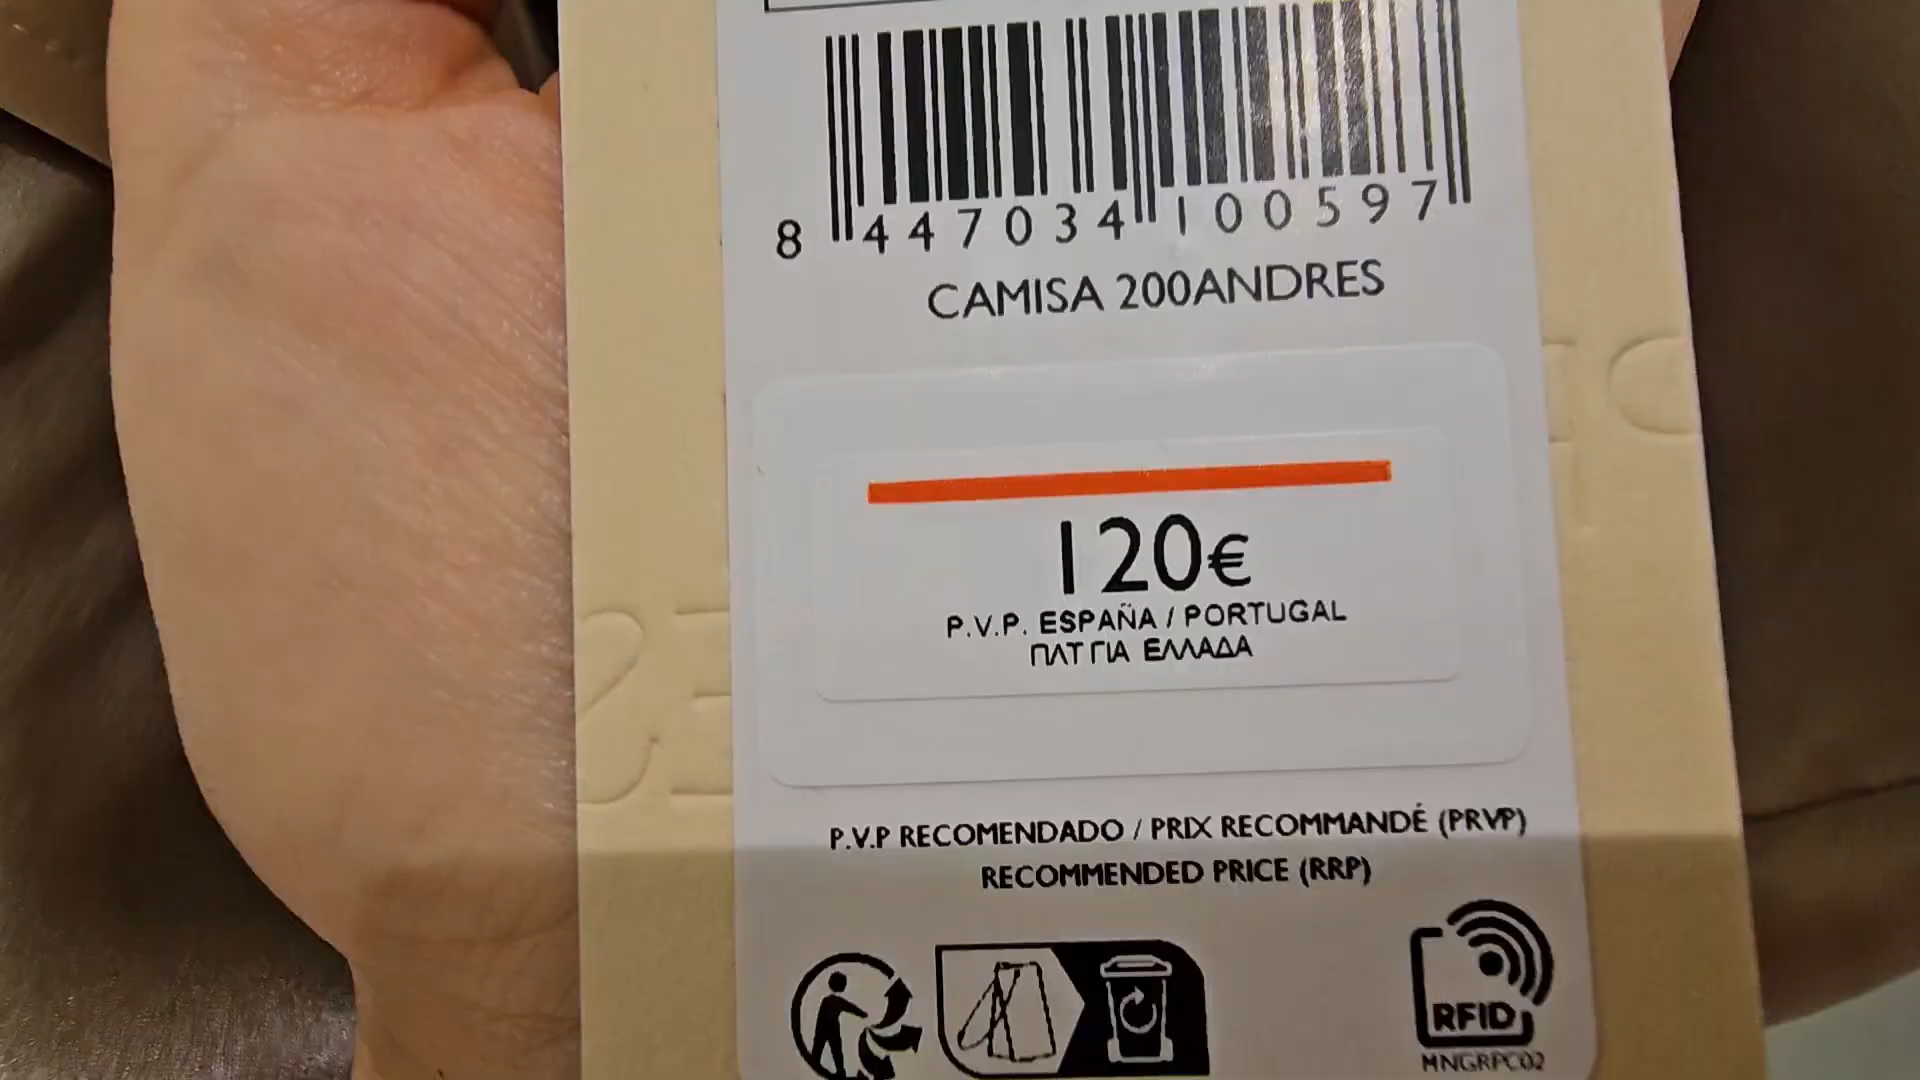 8 447034 100597
CAMISA 200ANDRES
120€
P.V.P. ESPAÑA / PORTUGAL
ΠΛΤ ΓΙΑ ΕΛΛΑΔΑ
P.V.P RECOMENDADO / PRIX RECOMMANDÉ (PRVP)
RECOMMENDED PRICE (RRP)
RFID
MNGRPC02